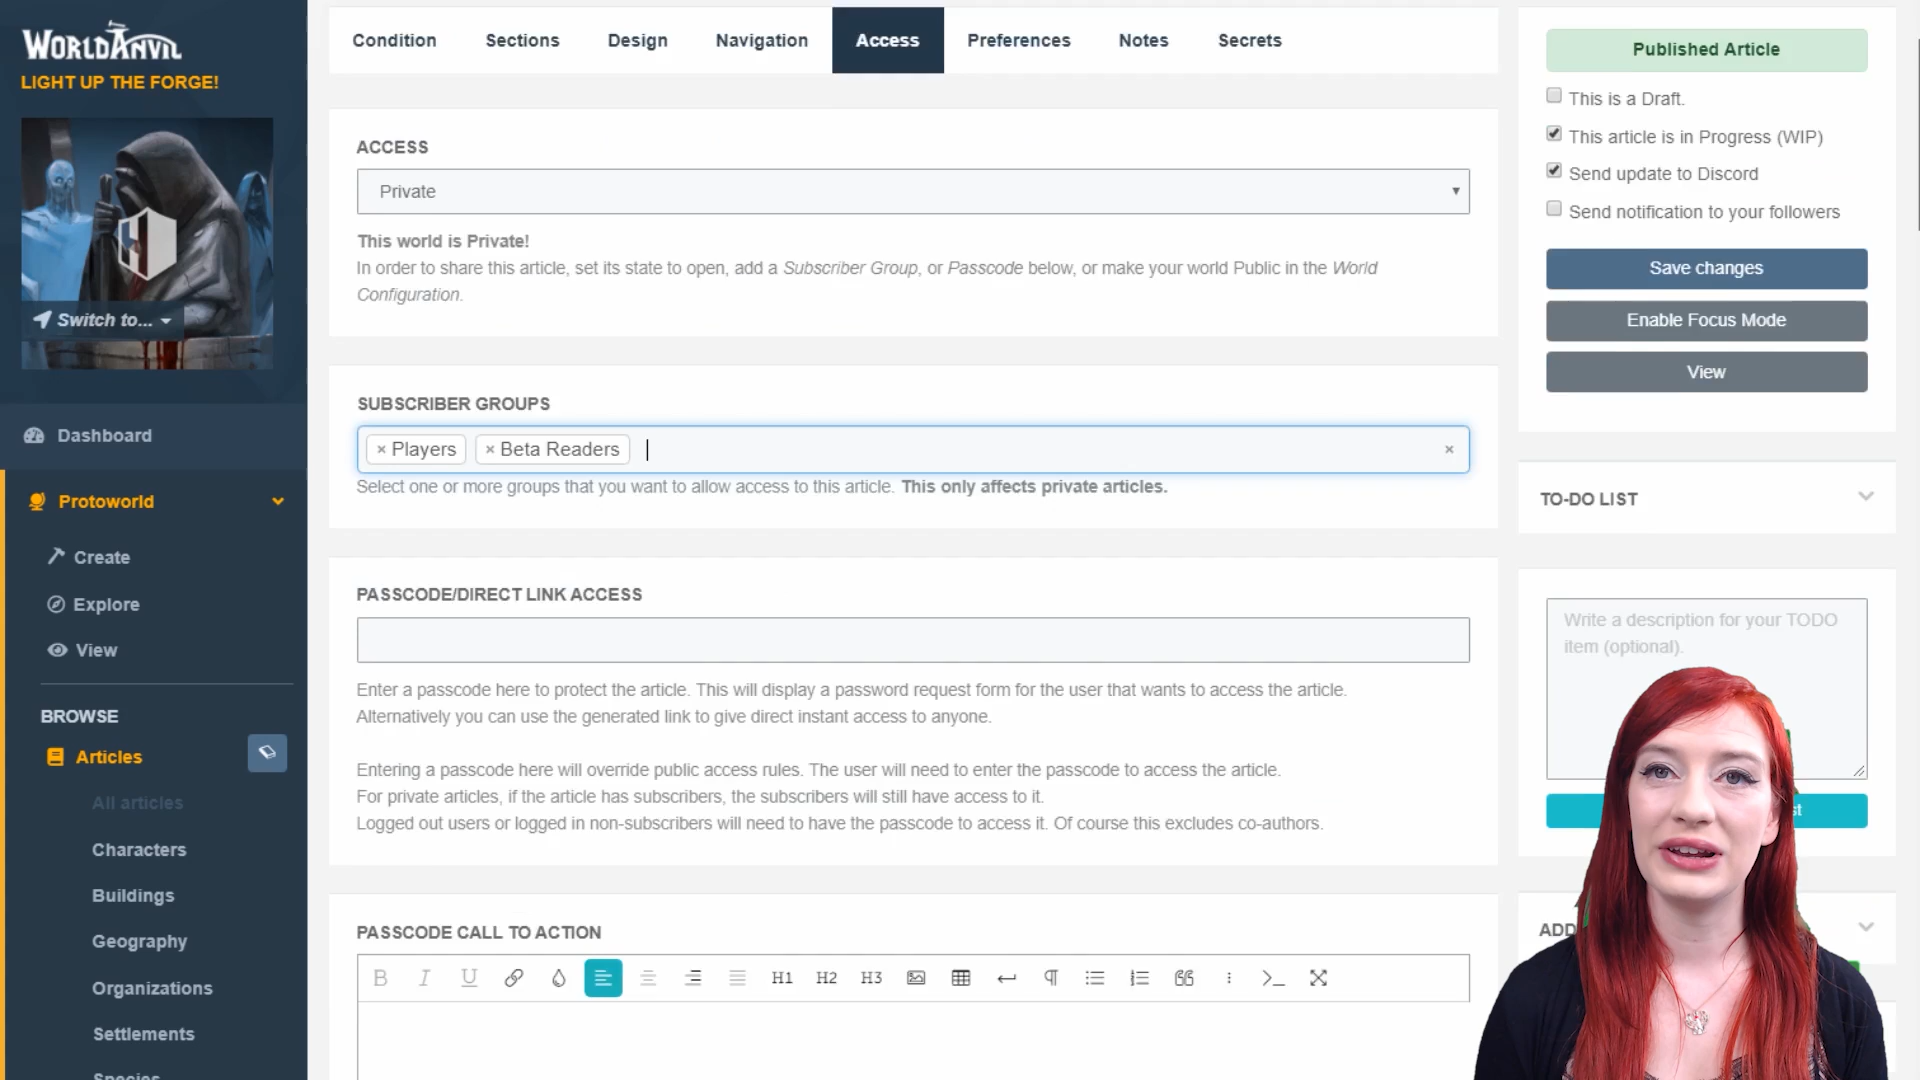 WORLDANVIL
LIGHT UP THE FORGE!
Switch to...
Dashboard
Protoworld
Create
Explore
View
BROWSE
Articles
All articles
Characters
Buildings
Geography
Organizations
Settlements
Species
Condition Sections Design Navigation Access Preferences Notes Secrets
ACCESS
Private
This world is Private!
In order to share this article, set its state to open, add a Subscriber Group, or Passcode below, or make your world Public in the World
Configuration.
SUBSCRIBER GROUPS
× Players × Beta Readers ×
Select one or more groups that you want to allow access to this article. This only affects private articles.
PASSCODE/DIRECT LINK ACCESS
Enter a passcode here to protect the article. This will display a password request form for the user that wants to access the article.
Alternatively you can use the generated link to give direct instant access to anyone.
Entering a passcode here will override public access rules. The user will need to enter the passcode to access the article.
For private articles, if the article has subscribers, the subscribers will still have access to it.
Logged out users or logged in non-subscribers will need to have the passcode to access it. Of course this excludes co-authors.
PASSCODE CALL TO ACTION
B I U H1 H2 H3
Published Article
This is a Draft.
This article is in Progress (WIP)
Send update to Discord
Send notification to your followers
Save changes
Enable Focus Mode
View
TO-DO LIST
Write a description for your TODO
item (optional).
st
ADD